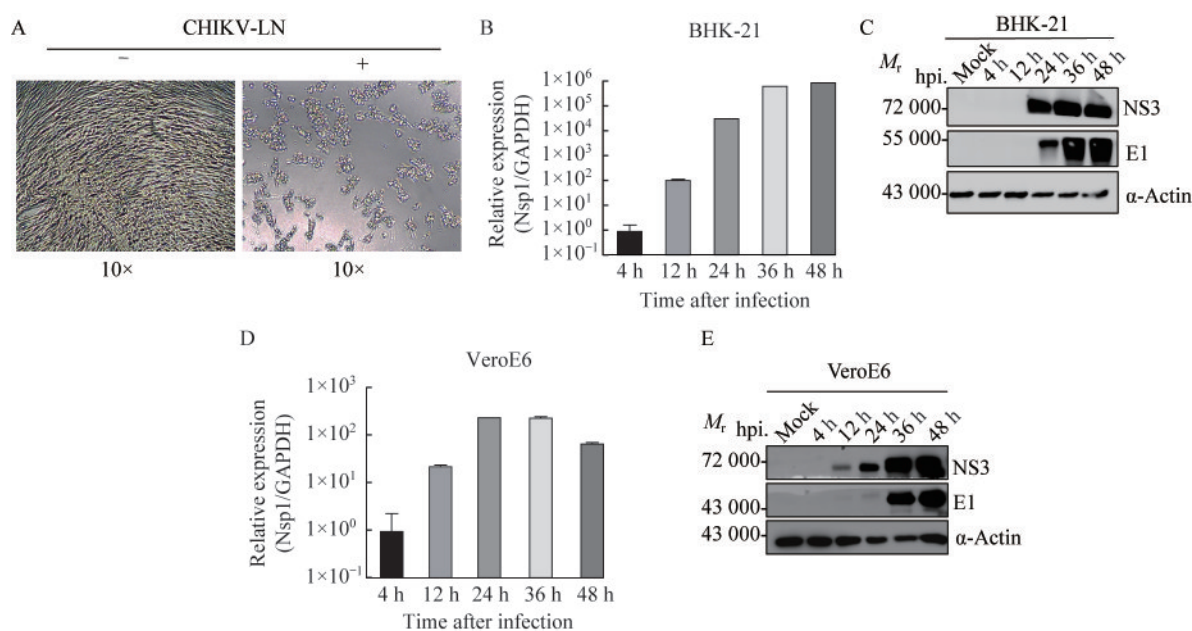 A
CHIKV-LN
− +
10× 10×
B
BHK-21
Relative expression
(Nsp1/GAPDH)
1×10⁶
1×10⁵
1×10⁴
1×10³
1×10²
1×10¹
1×10⁰
1×10⁻¹
4 h 12 h 24 h 36 h 48 h
Time after infection
C
BHK-21
Mᵣ hpi. Mock 4 h 12 h 24 h 36 h 48 h
72 000 NS3
55 000 E1
43 000 α-Actin
D
VeroE6
Relative expression
(Nsp1/GAPDH)
1×10³
1×10²
1×10¹
1×10⁰
1×10⁻¹
4 h 12 h 24 h 36 h 48 h
Time after infection
E
VeroE6
Mᵣ hpi. Mock 4 h 12 h 24 h 36 h 48 h
72 000 NS3
43 000 E1
43 000 α-Actin